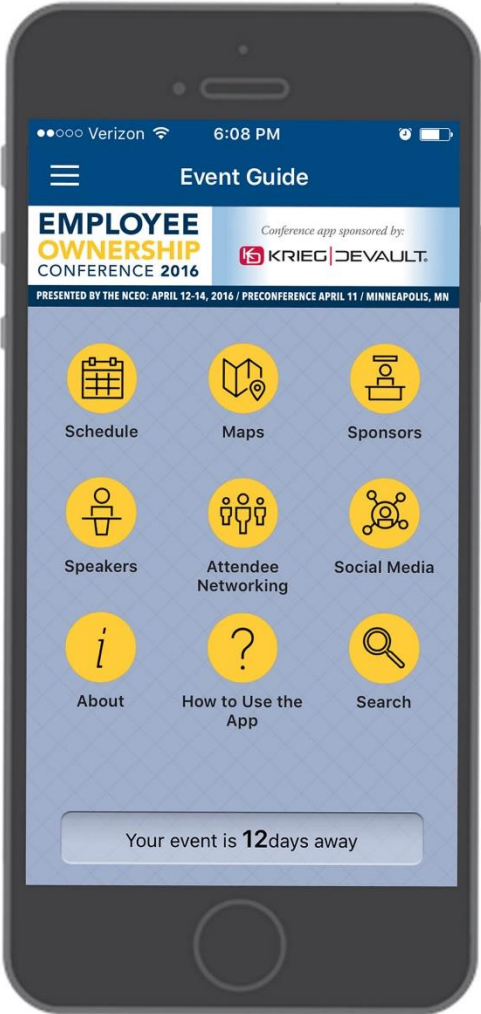 Verizon 6:08 PM
Event Guide
EMPLOYEE
OWNERSHIP
CONFERENCE 2016
Conference app sponsored by:
KRIEG DEVAULT.
PRESENTED BY THE NCEO: APRIL 12-14, 2016 / PRECONFERENCE APRIL 11 / MINNEAPOLIS, MN
Schedule
Maps
Sponsors
Speakers
Attendee
Networking
Social Media
About
How to Use the
App
Search
Your event is 12days away